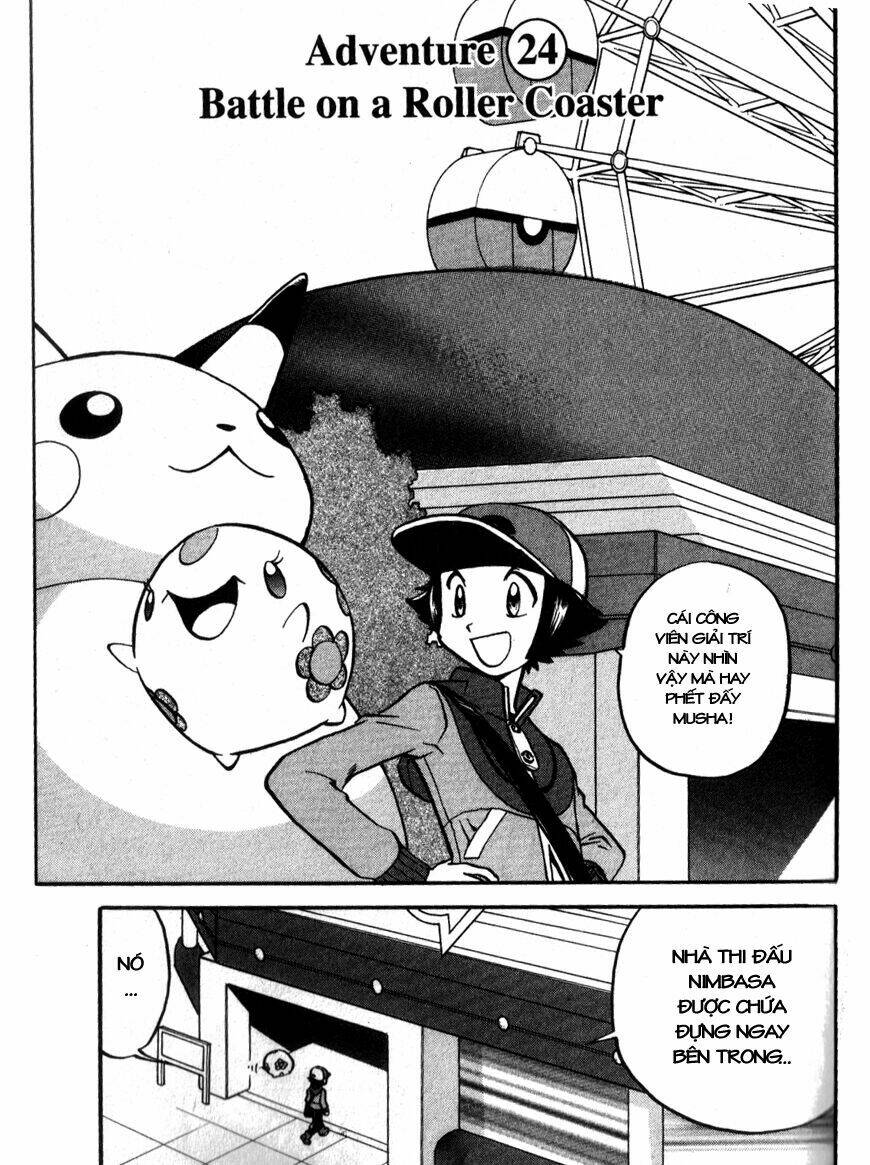 Adventure 24
Battle on a Roller Coaster
CÁI CÔNG
VIÊN GIẢI TRÍ
NÀY NHÌN
VẬY MÀ HAY
PHẾT ĐẤY
MUSHA!
NHÀ THI ĐẤU
NIMBASA
ĐƯỢC CHỨA
ĐỰNG NGAY
BÊN TRONG..
NÓ
...